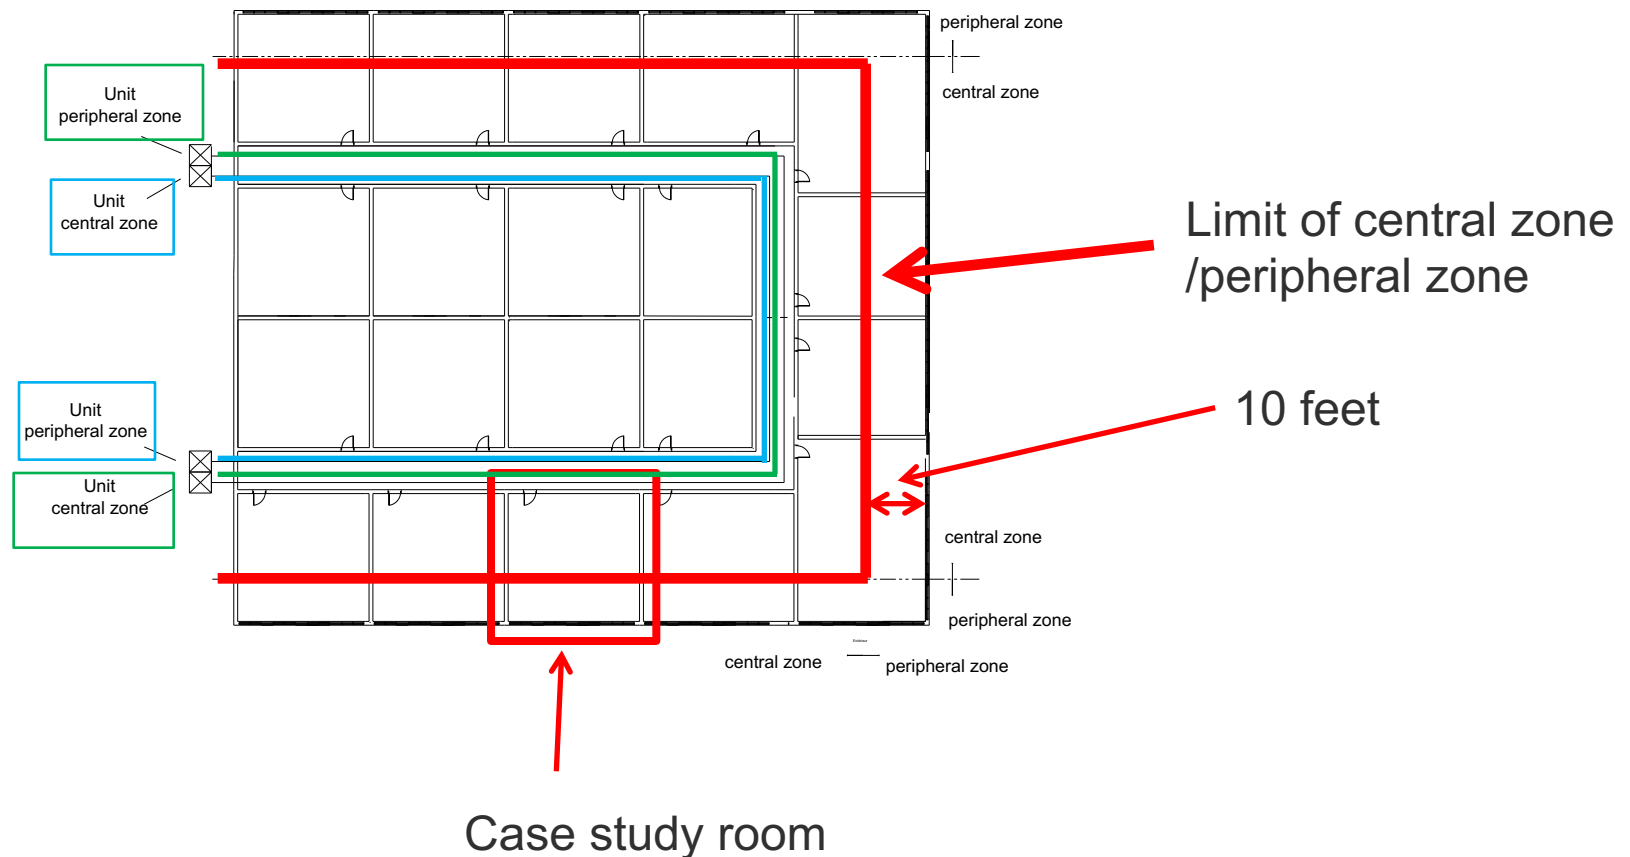 peripheral zone
central zone
Unit
peripheral zone
Unit
central zone
Limit of central zone
/peripheral zone
10 feet
Unit
peripheral zone
Unit
central zone
central zone
peripheral zone
central zone
peripheral zone
Case study room